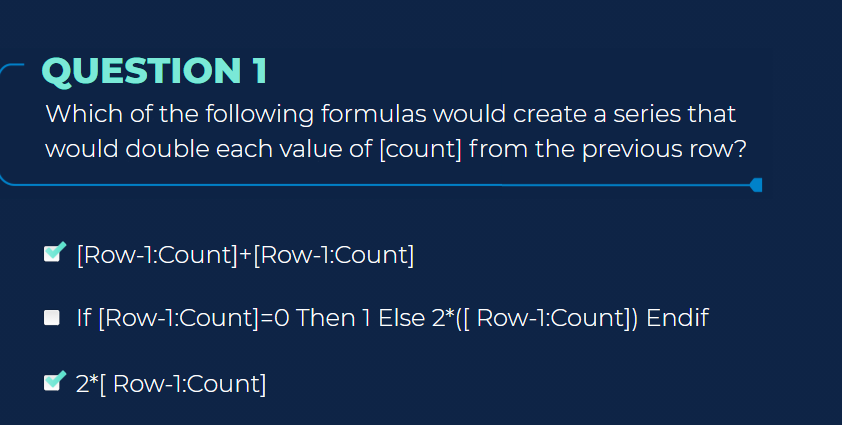 QUESTION 1
Which of the following formulas would create a series that
would double each value of [count] from the previous row?
[Row-1:Count]+[Row-1:Count]
If [Row-1:Count]=0 Then 1 Else 2*([ Row-1:Count]) Endif
2*[ Row-1:Count]